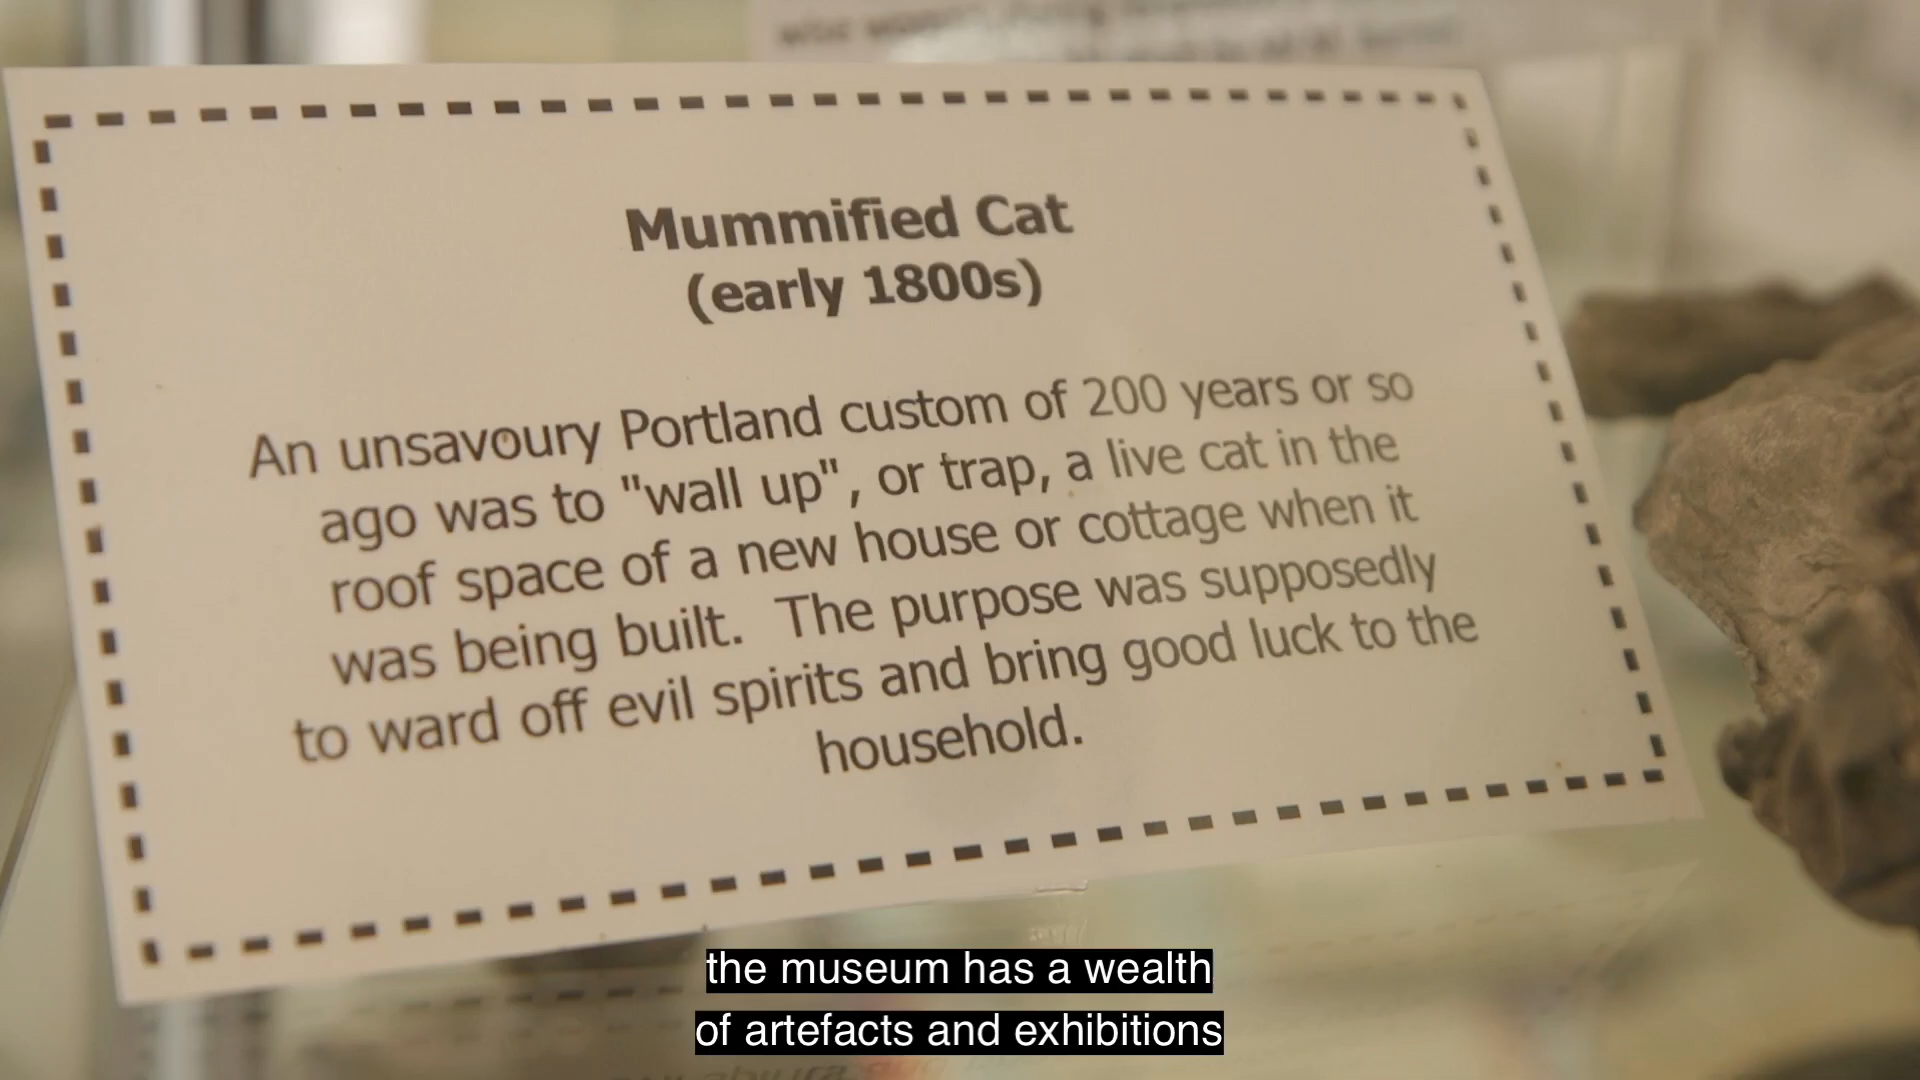 Mummified Cat
(early 1800s)
An unsavoury Portland custom of 200 years or so
ago was to "wall up", or trap, a live cat in the
roof space of a new house or cottage when it
was being built.  The purpose was supposedly
to ward off evil spirits and bring good luck to the
household.
the museum has a wealth
of artefacts and exhibitions